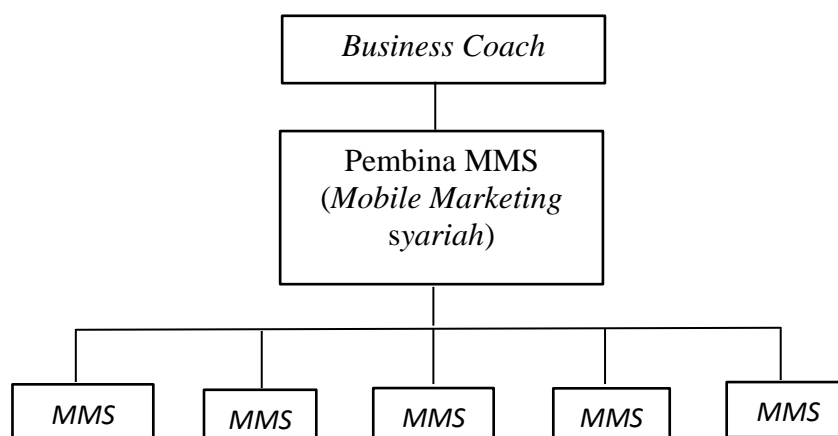 Business Coach
Pembina MMS
(Mobile Marketing
syariah)
MMS
MMS
MMS
MMS
MMS